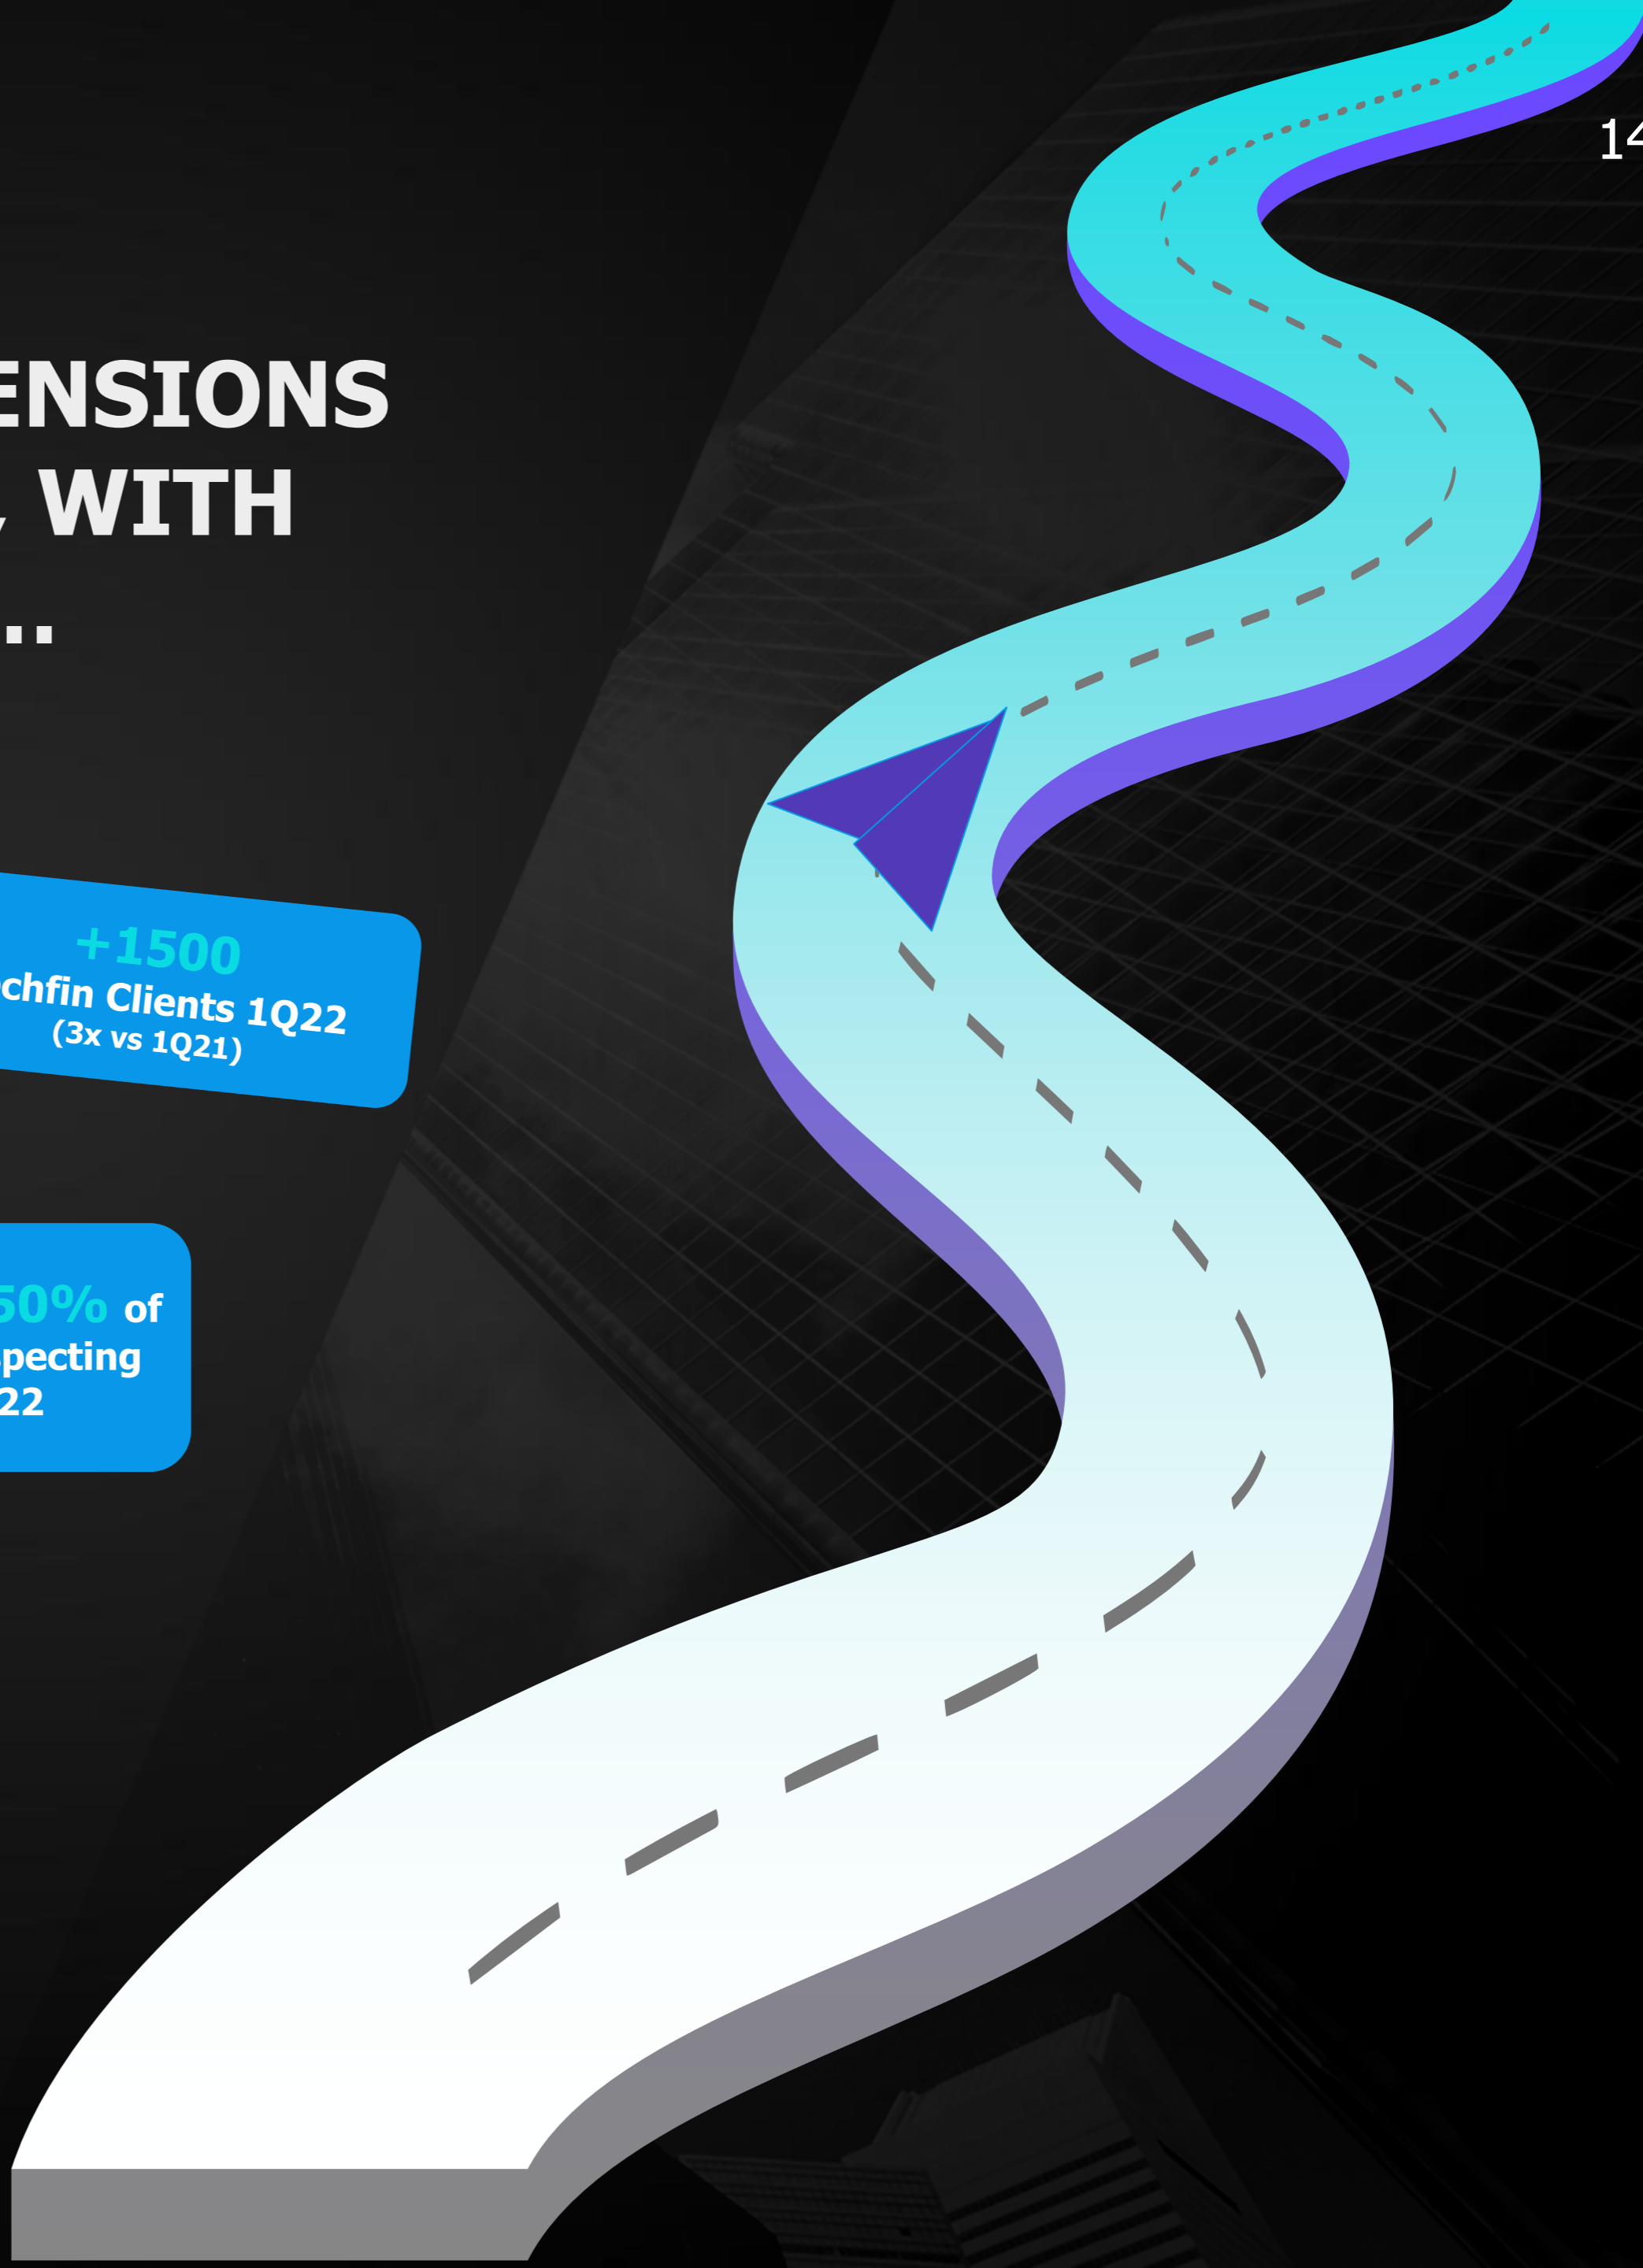 14
ENSIONS
, WITH
..
+1500
chfin Clients 1Q22
(3x vs 1Q21)
50% of
pecting
22